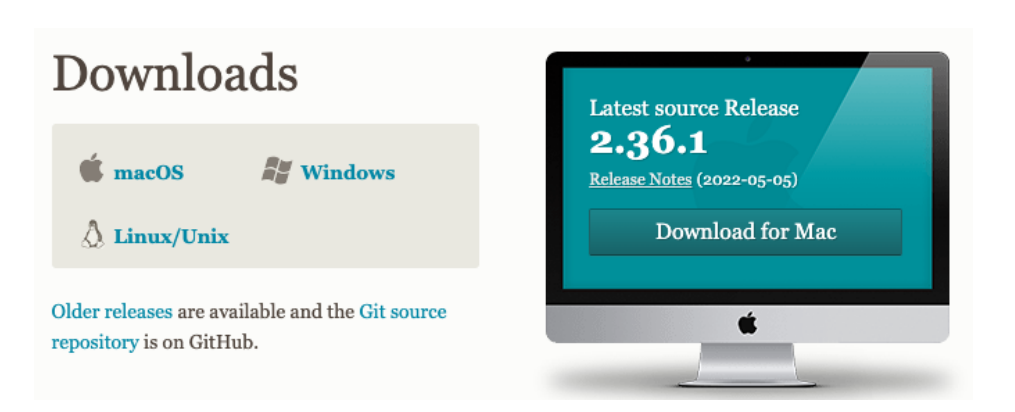 Downloads
macOS
Windows
Linux/Unix
Older releases are available and the Git source
repository is on GitHub.
Latest source Release
2.36.1
Release Notes (2022-05-05)
Download for Mac